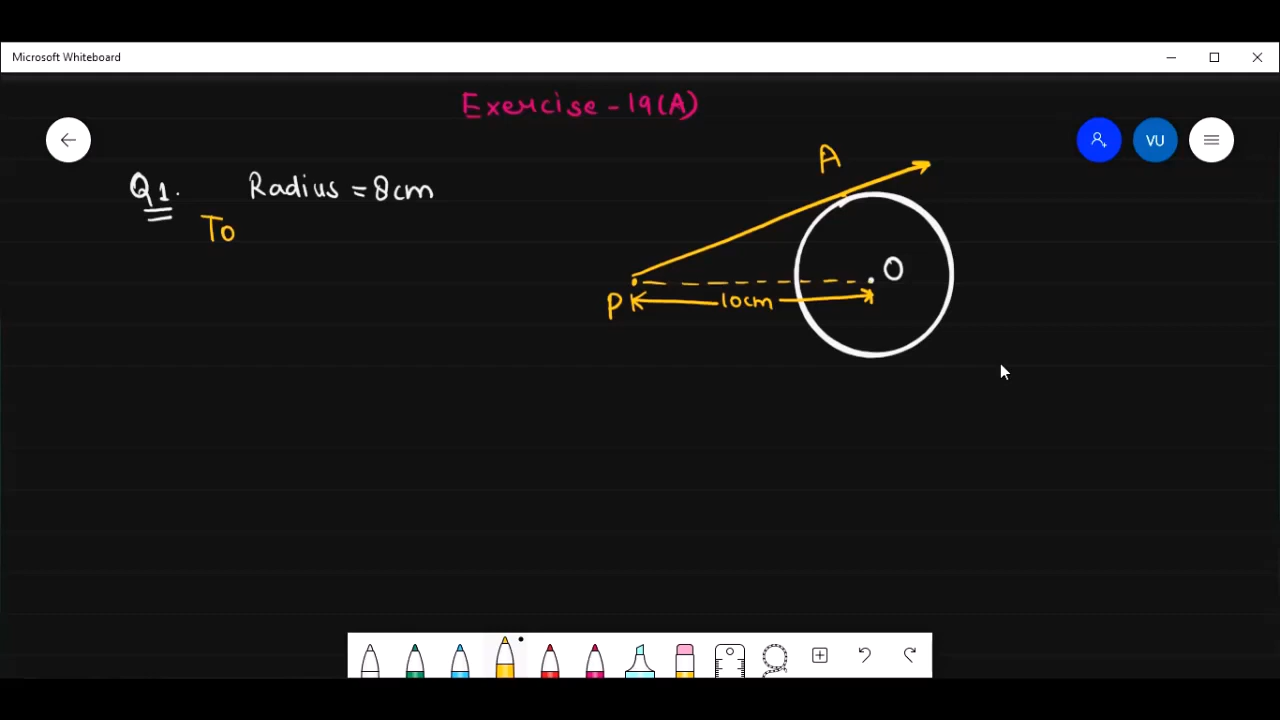 Microsoft Whiteboard
Exercise - 19(A)
VU
Q1. Radius = 8cm
To
A
O
P
10cm